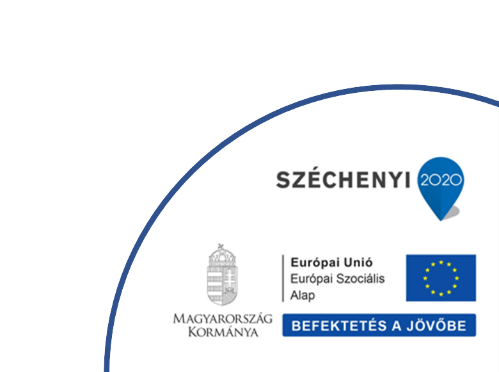 SZÉCHENYI 2020
Európai Unió
Európai Szociális
Alap
MAGYARORSZÁG
KORMÁNYA
BEFEKTETÉS A JÖVŐBE